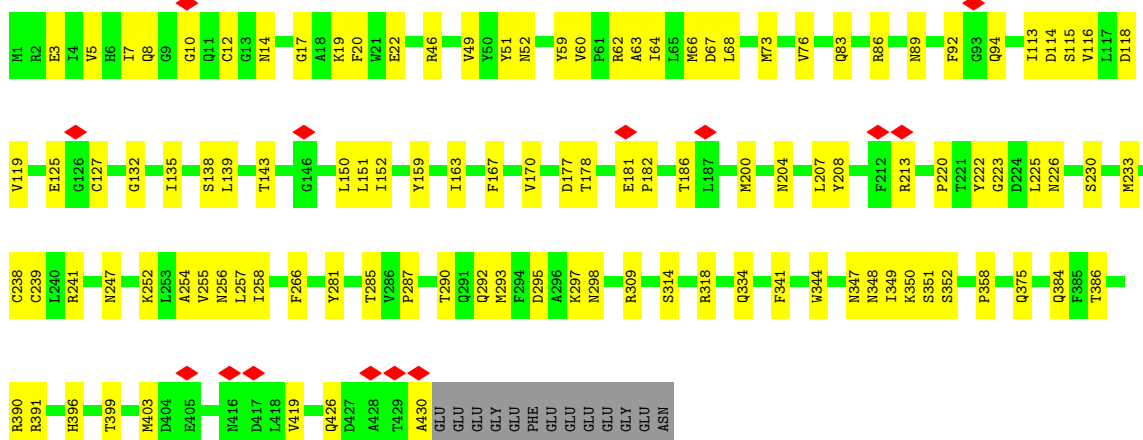 M1 R2 E3 I4 V5 H6 I7 Q8 G9 G10 Q11 C12 G13 N14 G17 A18 K19 F20 W21 E22 R46 V49 Y50 Y51 N52 Y59 V60 P61 R62 A63 I64 L65 M66 D67 L68 M73 V76 Q83 R86 N89 F92 G93 Q94 I113 D114 S115 V116 L117 D118
V119 E125 G126 C127 G132 I135 S138 L139 T143 G146 L150 L151 I152 Y159 I163 F167 V170 D177 T178 E181 P182 T186 L187 M200 N204 L207 Y208 F212 R213 P220 T221 Y222 G223 D224 L225 N226 S230 M233
C238 C239 L240 R241 N247 K252 L253 A254 V255 N256 L257 I258 F266 Y281 T285 V286 P287 T290 Q291 Q292 M293 F294 D295 A296 K297 N298 R309 S314 R318 Q334 F341 W344 N347 N348 I349 K350 S351 S352 P358 Q375 Q384 F385 T386
R390 R391 H396 T399 M403 D404 E405 N416 D417 L418 V419 Q426 D427 A428 T429 A430 GLU GLU GLU GLY GLU PHE GLU GLU GLU GLU GLY GLU ASN